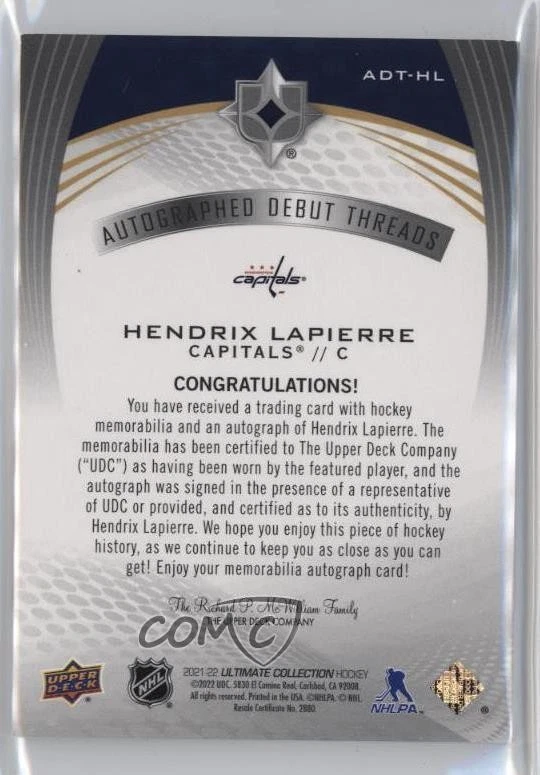 ADT-HL
®
AUTOGRAPHED DEBUT THREADS
capitals®
HENDRIX LAPIERRE
CAPITALS® // C
CONGRATULATIONS!
You have received a trading card with hockey
memorabilia and an autograph of Hendrix Lapierre. The
memorabilia has been certified to The Upper Deck Company
("UDC") as having been worn by the featured player, and the
autograph was signed in the presence of a representative
of UDC or provided, and certified as to its authenticity, by
Hendrix Lapierre. We hope you enjoy this piece of hockey
history, as we continue to keep you as close as you can
get! Enjoy your memorabilia autograph card!
The Richard P. McWilliam Family
THE UPPER DECK COMPANY
COMC
2021-22 ULTIMATE COLLECTION HOCKEY
©2022 UDC. 5830 El Camino Real, Carlsbad, CA 92008.
All rights reserved. Printed in the USA. ©NHLPA. © NHL.
Resale Certificate No. 2880.
UPPER
DECK
NHL
NHLPA
®